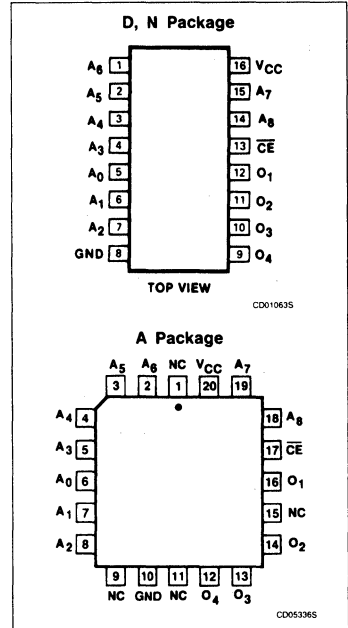 D, N Package
A6 1 16 VCC
A5 2 15 A7
A4 3 14 A8
A3 4 13 CE
A0 5 12 O1
A1 6 11 O2
A2 7 10 O3
GND 8 9 O4
TOP VIEW
CD01063S
A Package
A5 A6 NC VCC A7
3 2 1 20 19
A4 4 18 A8
A3 5 17 CE
A0 6 16 O1
A1 7 15 NC
A2 8 14 O2
9 10 11 12 13
NC GND NC O4 O3
CD05336S